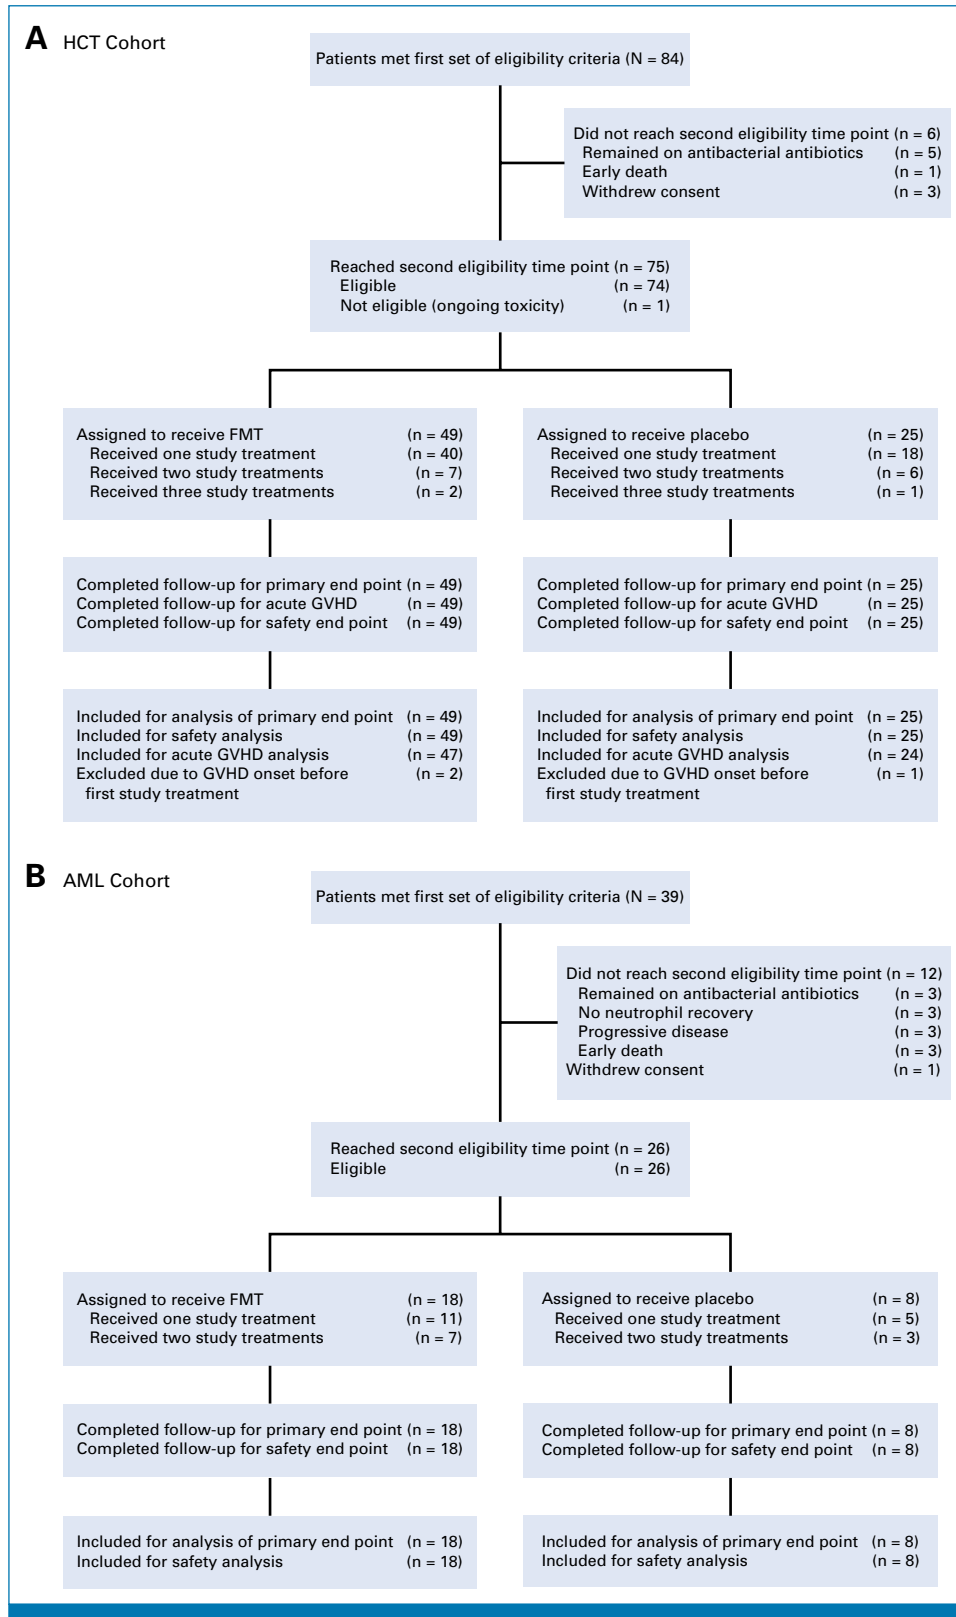 A HCT Cohort
Patients met first set of eligibility criteria (N = 84)
Did not reach second eligibility time point (n = 6)
Remained on antibacterial antibiotics (n = 5)
Early death (n = 1)
Withdrew consent (n = 3)
Reached second eligibility time point (n = 75)
Eligible (n = 74)
Not eligible (ongoing toxicity) (n = 1)
Assigned to receive FMT (n = 49)
Received one study treatment (n = 40)
Received two study treatments (n = 7)
Received three study treatments (n = 2)
Assigned to receive placebo (n = 25)
Received one study treatment (n = 18)
Received two study treatments (n = 6)
Received three study treatments (n = 1)
Completed follow-up for primary end point (n = 49)
Completed follow-up for acute GVHD (n = 49)
Completed follow-up for safety end point (n = 49)
Completed follow-up for primary end point (n = 25)
Completed follow-up for acute GVHD (n = 25)
Completed follow-up for safety end point (n = 25)
Included for analysis of primary end point (n = 49)
Included for safety analysis (n = 49)
Included for acute GVHD analysis (n = 47)
Excluded due to GVHD onset before (n = 2)
first study treatment
Included for analysis of primary end point (n = 25)
Included for safety analysis (n = 25)
Included for acute GVHD analysis (n = 24)
Excluded due to GVHD onset before (n = 1)
first study treatment
B AML Cohort
Patients met first set of eligibility criteria (N = 39)
Did not reach second eligibility time point (n = 12)
Remained on antibacterial antibiotics (n = 3)
No neutrophil recovery (n = 3)
Progressive disease (n = 3)
Early death (n = 3)
Withdrew consent (n = 1)
Reached second eligibility time point (n = 26)
Eligible (n = 26)
Assigned to receive FMT (n = 18)
Received one study treatment (n = 11)
Received two study treatments (n = 7)
Assigned to receive placebo (n = 8)
Received one study treatment (n = 5)
Received two study treatments (n = 3)
Completed follow-up for primary end point (n = 18)
Completed follow-up for safety end point (n = 18)
Completed follow-up for primary end point (n = 8)
Completed follow-up for safety end point (n = 8)
Included for analysis of primary end point (n = 18)
Included for safety analysis (n = 18)
Included for analysis of primary end point (n = 8)
Included for safety analysis (n = 8)